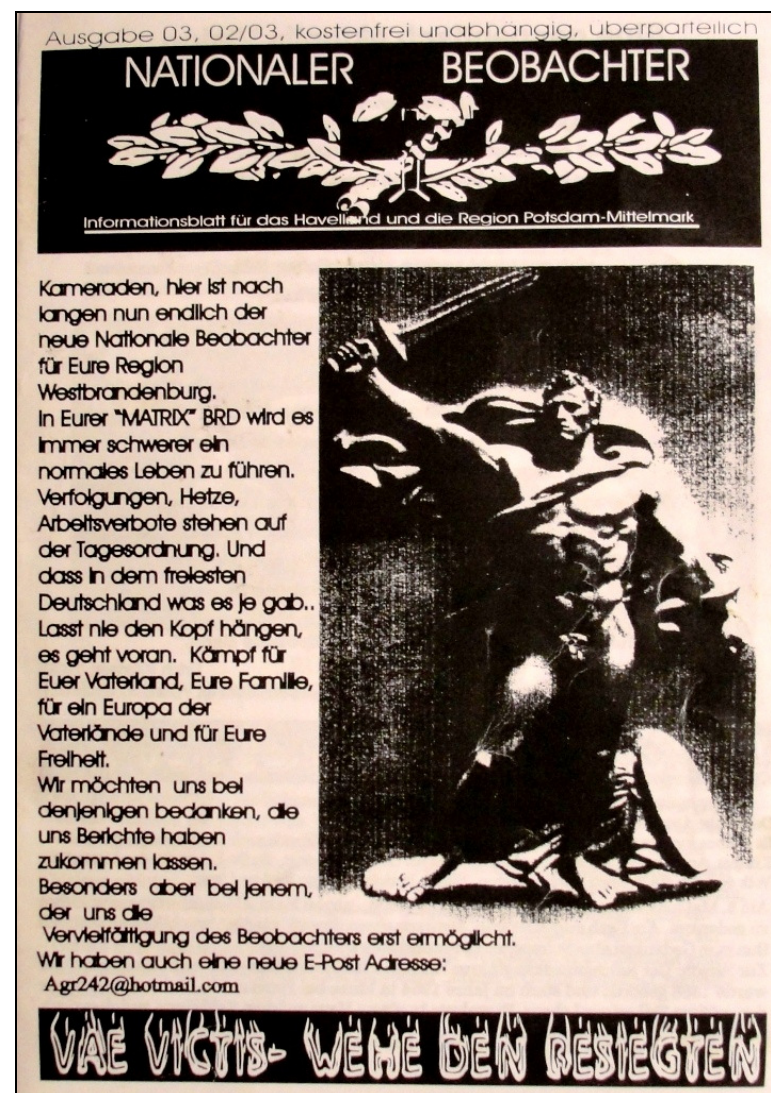 Ausgabe 03, 02/03, kostenfrei unabhängig, überparteilich
NATIONALER BEOBACHTER
Informationsblatt für das Havelland und die Region Potsdam-Mittelmark
Kameraden, hier ist nach
langen nun endlich der
neue Nationale Beobachter
für Eure Region
Westbrandenburg.
In Eurer "MATRIX" BRD wird es
immer schwerer ein
normales Leben zu führen.
Verfolgungen, Hetze,
Arbeitsverbote stehen auf
der Tagesordnung. Und
dass in dem freiesten
Deutschland was es je gab..
Lasst nie den Kopf hängen,
es geht voran. Kämpf für
Euer Vaterland, Eure Familie,
für ein Europa der
Vaterlände und für Eure
Freiheit.
Wir möchten uns bei
denjenigen bedanken, die
uns Berichte haben
zukommen lassen.
Besonders aber bei jenem,
der uns die
Vervielfältigung des Beobachters erst ermöglicht.
Wir haben auch eine neue E-Post Adresse:
Agr242@hotmail.com
VAE VICTIS- WEHE DEN BESIEGTEN